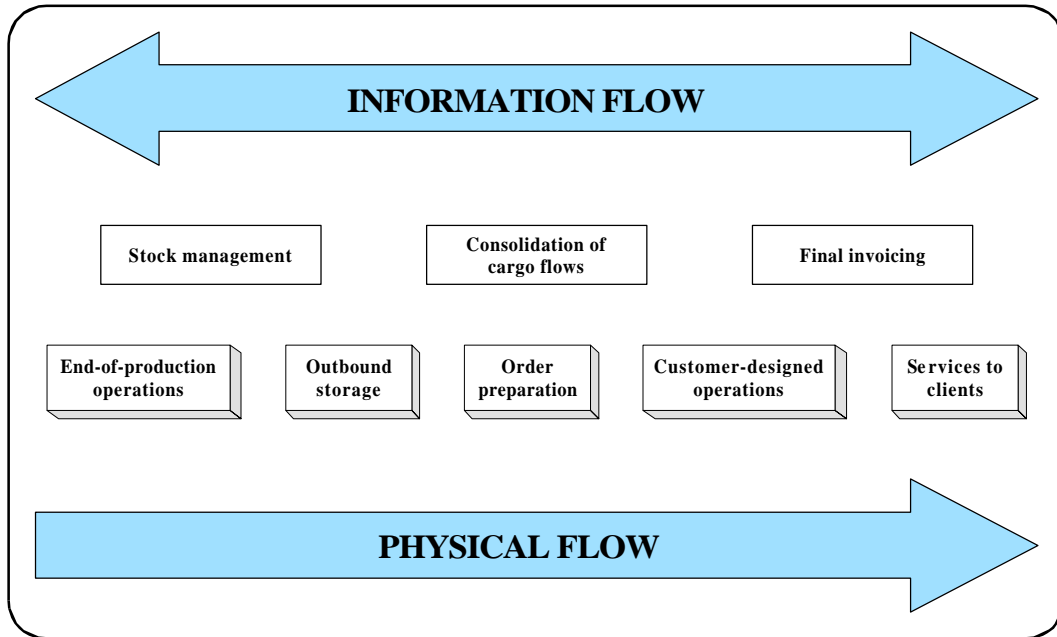 INFORMATION FLOW
Stock management
Consolidation of
cargo flows
Final invoicing
End-of-production
operations
Outbound
storage
Order
preparation
Customer-designed
operations
Services to
clients
PHYSICAL FLOW